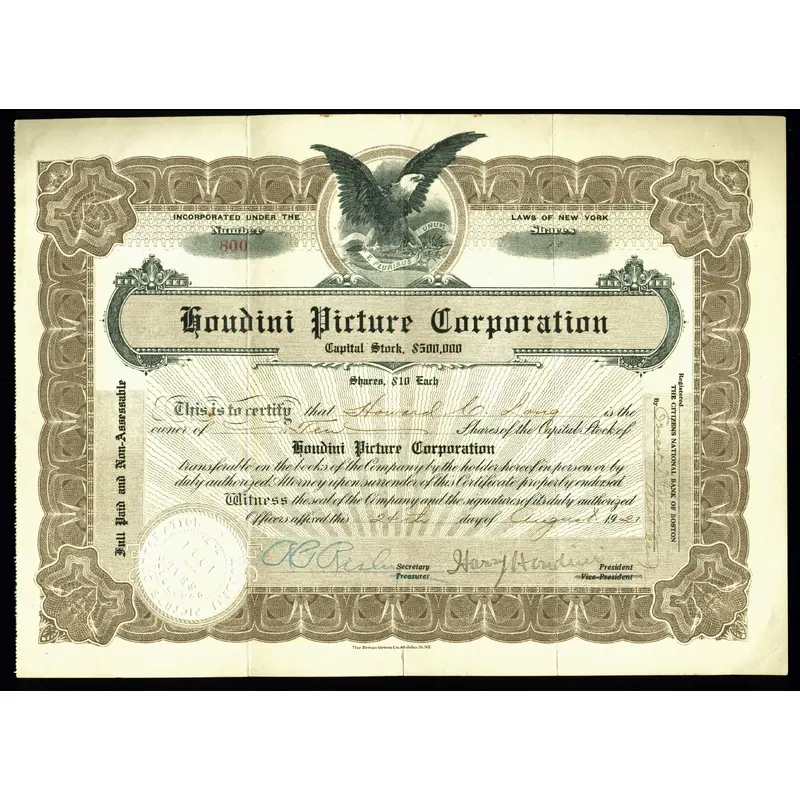 E PLURIBUS UNUM
INCORPORATED UNDER THE LAWS OF NEW YORK
Number Shares
800
Houdini Picture Corporation
Capital Stock, $500,000
Shares, $10 Each
This is to certify that Howard C. Long is the
owner of Ten Shares of the Capital Stock of
Houdini Picture Corporation
transferable on the books of the Company by the holder hereof in person or by
duly authorized Attorney upon surrender of this Certificate properly endorsed
Witness the seal of the Company and the signatures of its duly authorized
Officers affixed this 24th day of August 1921
Secretary Harry Houdini President
Treasurer Vice-President
Full Paid and Non-Assessable
Registered
THE CITIZENS NATIONAL BANK OF BOSTON
By